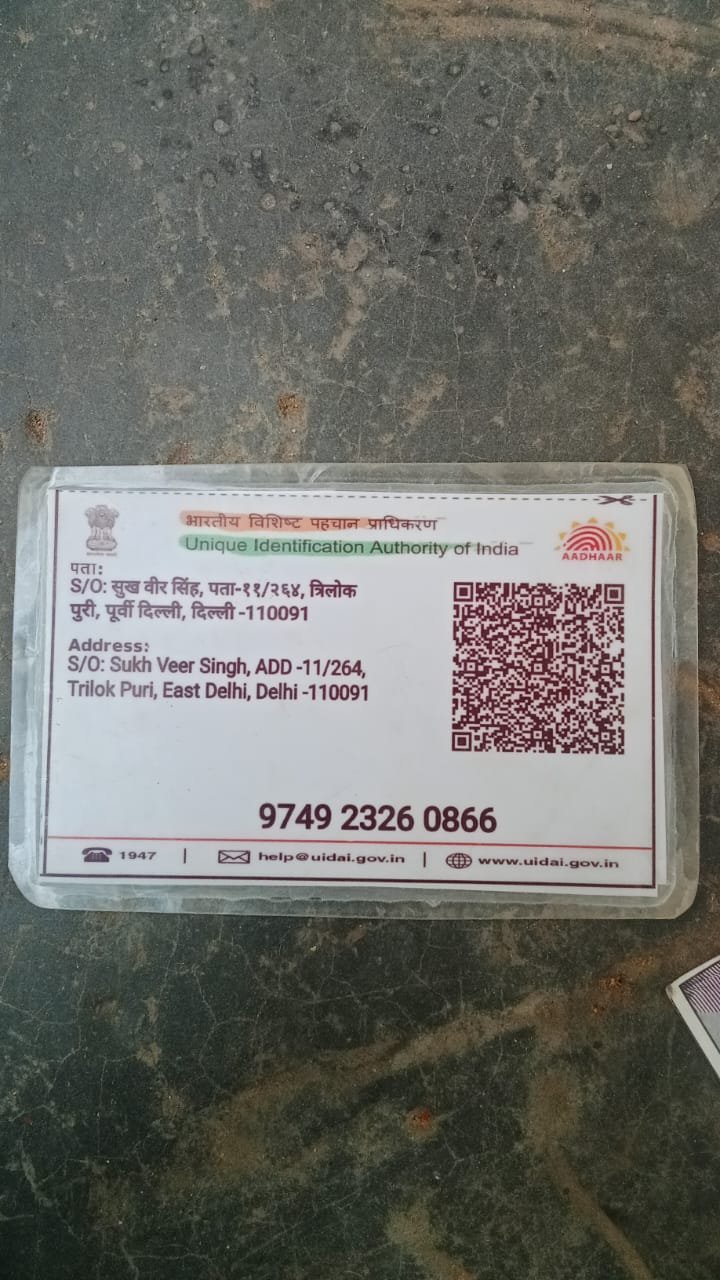 भारतीय विशिष्ट पहचान प्राधिकरण
Unique Identification Authority of India
AADHAAR
पता:
S/O: सुख वीर सिंह, पता-११/२६४, त्रिलोक
पुरी, पूर्वी दिल्ली, दिल्ली -110091
Address:
S/O: Sukh Veer Singh, ADD -11/264,
Trilok Puri, East Delhi, Delhi -110091
9749 2326 0866
1947 | help@uidai.gov.in | www.uidai.gov.in